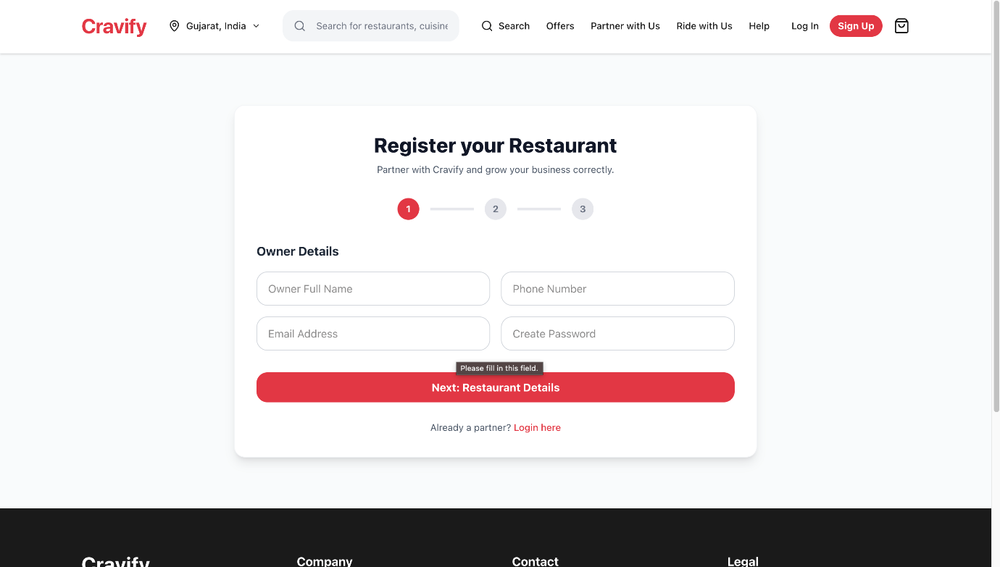 Cravify
Gujarat, India
Search for restaurants, cuisine
Search
Offers
Partner with Us
Ride with Us
Help
Log In
Sign Up
Register your Restaurant
Partner with Cravify and grow your business correctly.
1
2
3
Owner Details
Owner Full Name
Phone Number
Email Address
Create Password
Please fill in this field.
Next: Restaurant Details
Already a partner? Login here
Cravify
Company
Contact
Legal